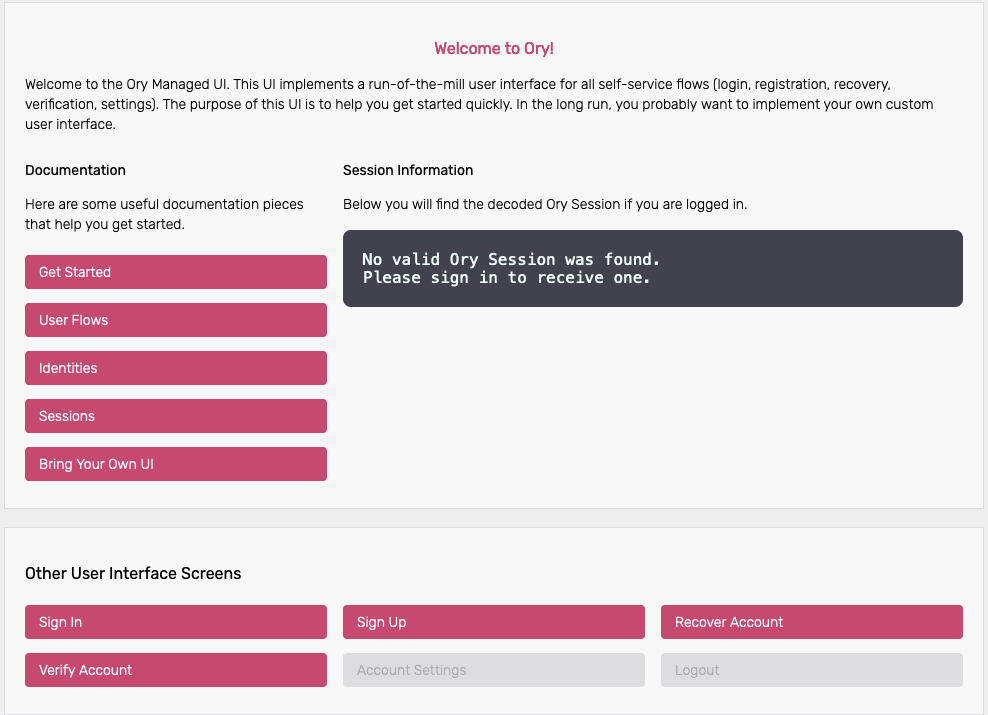 Welcome to Ory!
Welcome to the Ory Managed UI. This UI implements a run-of-the-mill user interface for all self-service flows (login, registration, recovery,
verification, settings). The purpose of this UI is to help you get started quickly. In the long run, you probably want to implement your own custom
user interface.
Documentation
Here are some useful documentation pieces
that help you get started.
Get Started
User Flows
Identities
Sessions
Bring Your Own UI
Session Information
Below you will find the decoded Ory Session if you are logged in.
No valid Ory Session was found.
Please sign in to receive one.
Other User Interface Screens
Sign In
Sign Up
Recover Account
Verify Account
Account Settings
Logout